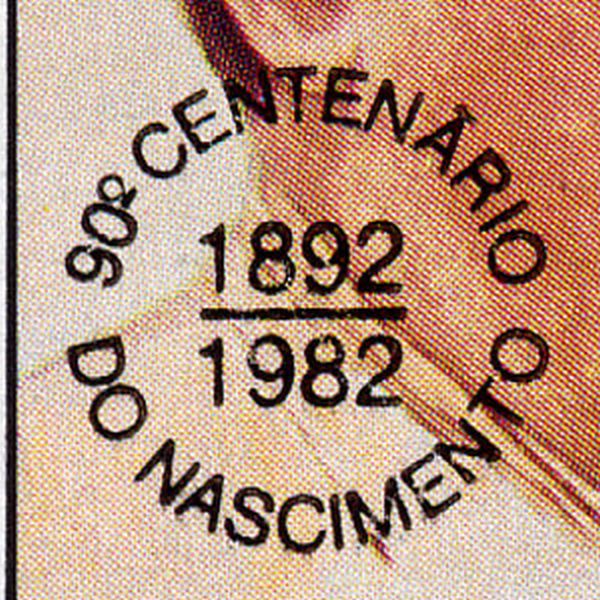 90º CENTENÁRIO
1892
1982
DO NASCIMENTO